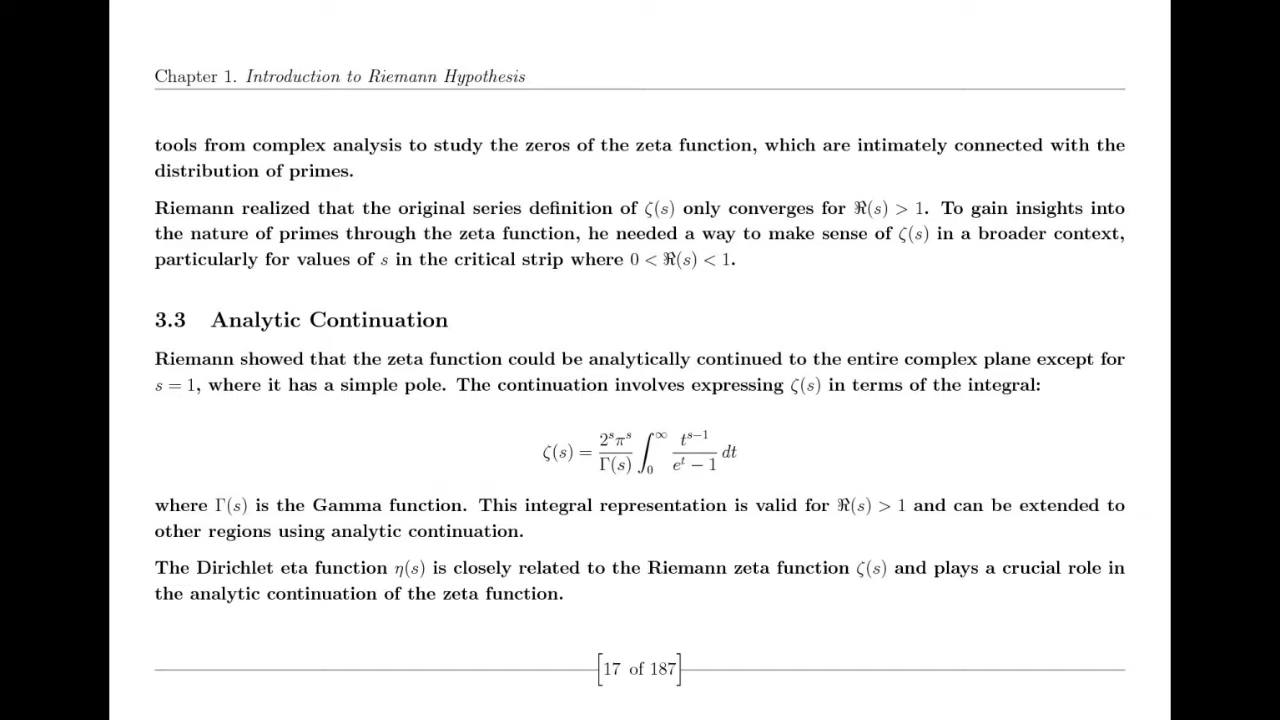 Chapter 1. Introduction to Riemann Hypothesis
tools from complex analysis to study the zeros of the zeta function, which are intimately connected with the
distribution of primes.
Riemann realized that the original series definition of ζ(s) only converges for ℜ(s) > 1. To gain insights into
the nature of primes through the zeta function, he needed a way to make sense of ζ(s) in a broader context,
particularly for values of s in the critical strip where 0 < ℜ(s) < 1.
3.3 Analytic Continuation
Riemann showed that the zeta function could be analytically continued to the entire complex plane except for
s = 1, where it has a simple pole. The continuation involves expressing ζ(s) in terms of the integral:
ζ(s) = 2^s π^s / Γ(s) ∫_0^∞ t^{s−1} / (e^t − 1) dt
where Γ(s) is the Gamma function. This integral representation is valid for ℜ(s) > 1 and can be extended to
other regions using analytic continuation.
The Dirichlet eta function η(s) is closely related to the Riemann zeta function ζ(s) and plays a crucial role in
the analytic continuation of the zeta function.
[17 of 187]